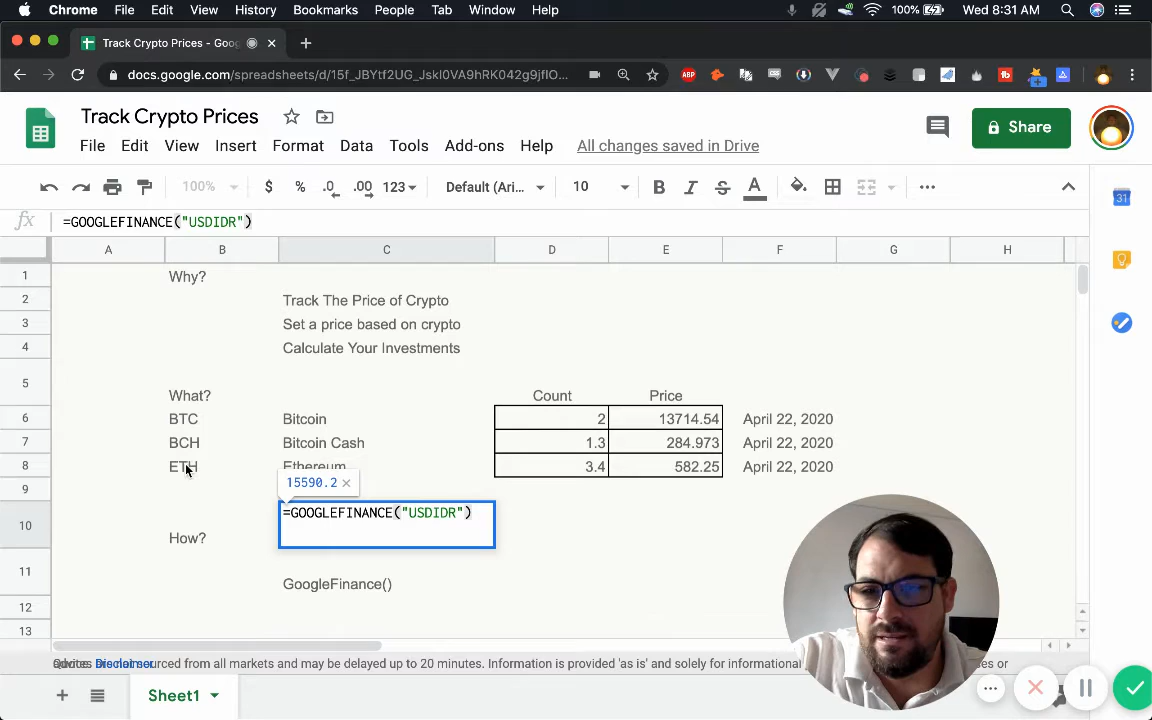 Chrome File Edit View History Bookmarks People Tab Window Help 100% Wed 8:31 AM
Track Crypto Prices - Goog
docs.google.com/spreadsheets/d/15f_JBYtf2UG_JskI0VA9hRK042g9jfIO... ABP
Track Crypto Prices
Share
File Edit View Insert Format Data Tools Add-ons Help All changes saved in Drive
100% $ % .0 .00 123 Default (Ari... 10 B I S A
31
fx =GOOGLEFINANCE("USDIDR")
A B C D E F G H
1 Why?
2 Track The Price of Crypto
3 Set a price based on crypto
4 Calculate Your Investments
5 What? Count Price
6 BTC Bitcoin 2 13714.54 April 22, 2020
7 BCH Bitcoin Cash 1.3 284.973 April 22, 2020
8 ETH Ethereum 3.4 582.25 April 22, 2020
9 15590.2 ×
10 How? =GOOGLEFINANCE("USDIDR")
11 GoogleFinance()
12
13
sourced from all markets and may be delayed up to 20 minutes. Information is provided 'as is' and solely for informational
or
Sheet1